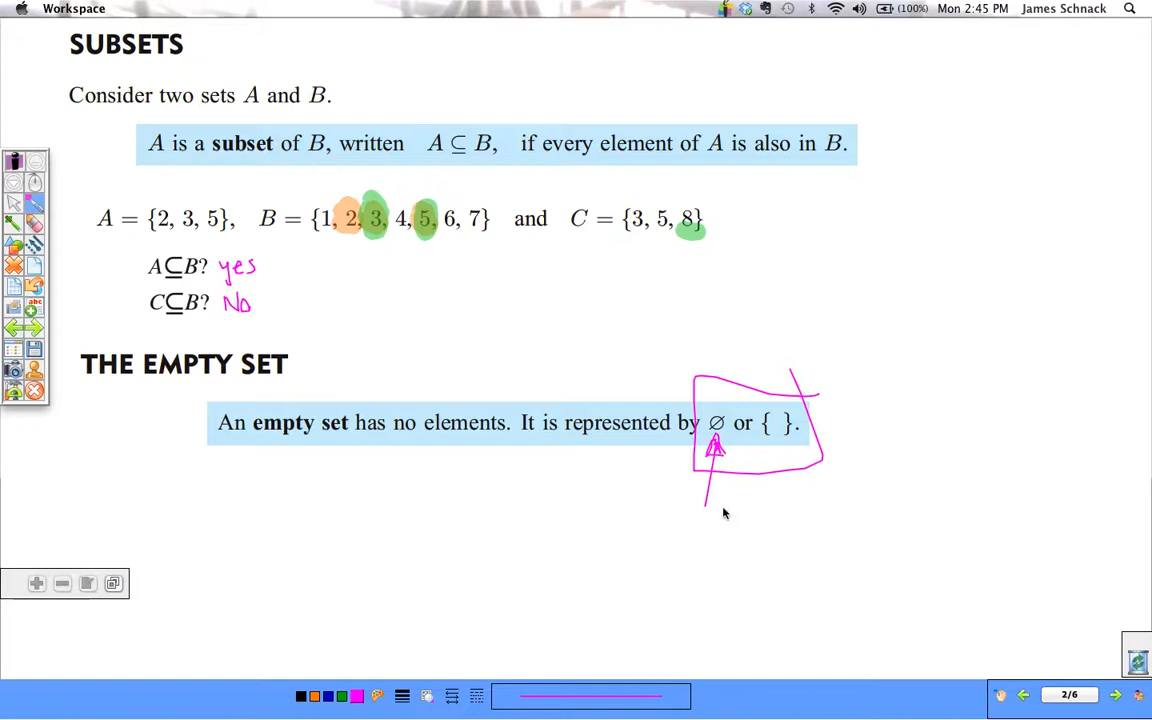 Workspace
(100%) Mon 2:45 PM James Schnack
SUBSETS
Consider two sets A and B.
A is a subset of B, written A ⊆ B, if every element of A is also in B.
A = {2, 3, 5}, B = {1, 2, 3, 4, 5, 6, 7} and C = {3, 5, 8}
A⊆B? yes
C⊆B? No
THE EMPTY SET
An empty set has no elements. It is represented by ∅ or { }.
abc
2/6